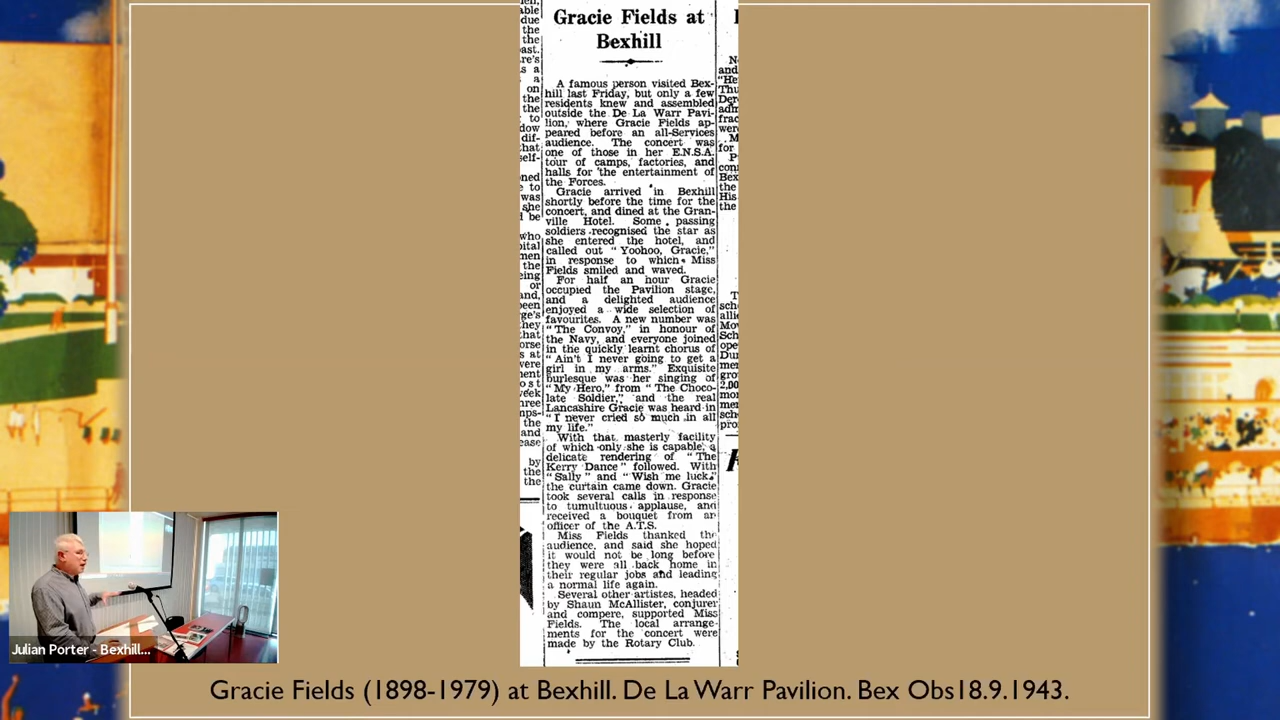 Gracie Fields at
Bexhill
A famous person visited Bex-
hill last Friday, but only a few
residents knew and assembled
outside the De La Warr Pavi-
lion, where Gracie Fields ap-
peared before an all-Services
audience. The concert was
one of those in her E.N.S.A.
tour of camps, factories, and
halls for the entertainment of
the Forces.
Gracie arrived in Bexhill
shortly before the time for the
concert, and dined at the Gran-
ville Hotel. Some passing
soldiers recognised the star as
she entered the hotel, and
called out "Yoohoo, Gracie,"
in response to which Miss
Fields smiled and waved.
For half an hour Gracie
occupied the Pavilion stage,
and a delighted audience
enjoyed a wide selection of
favourites. A new number was
"The Convoy," in honour of
the Navy, and everyone joined
in the quickly learnt chorus of
"Ain't I never going to get a
girl in my arms." Exquisite
burlesque was her singing of
"My Hero," from "The Choco-
late Soldier," and the real
Lancashire Gracie was heard in
"I never cried so much in all
my life."
With that masterly facility
of which only she is capable, a
delicate rendering of "The
Kerry Dance" followed. With
"Sally" and "Wish me luck,"
the curtain came down. Gracie
took several calls in response
to tumultuous applause, and
received a bouquet from an
officer of the A.T.S.
Miss Fields thanked the
audience, and said she hoped
it would not be long before
they were all back home in
their regular jobs and leading
a normal life again.
Several other artistes, headed
by Shaun McAllister, conjurer
and compere, supported Miss
Fields. The local arrange-
ments for the concert were
made by the Rotary Club.
Julian Porter - Bexhill...
Gracie Fields (1898-1979) at Bexhill. De La Warr Pavilion. Bex Obs18.9.1943.